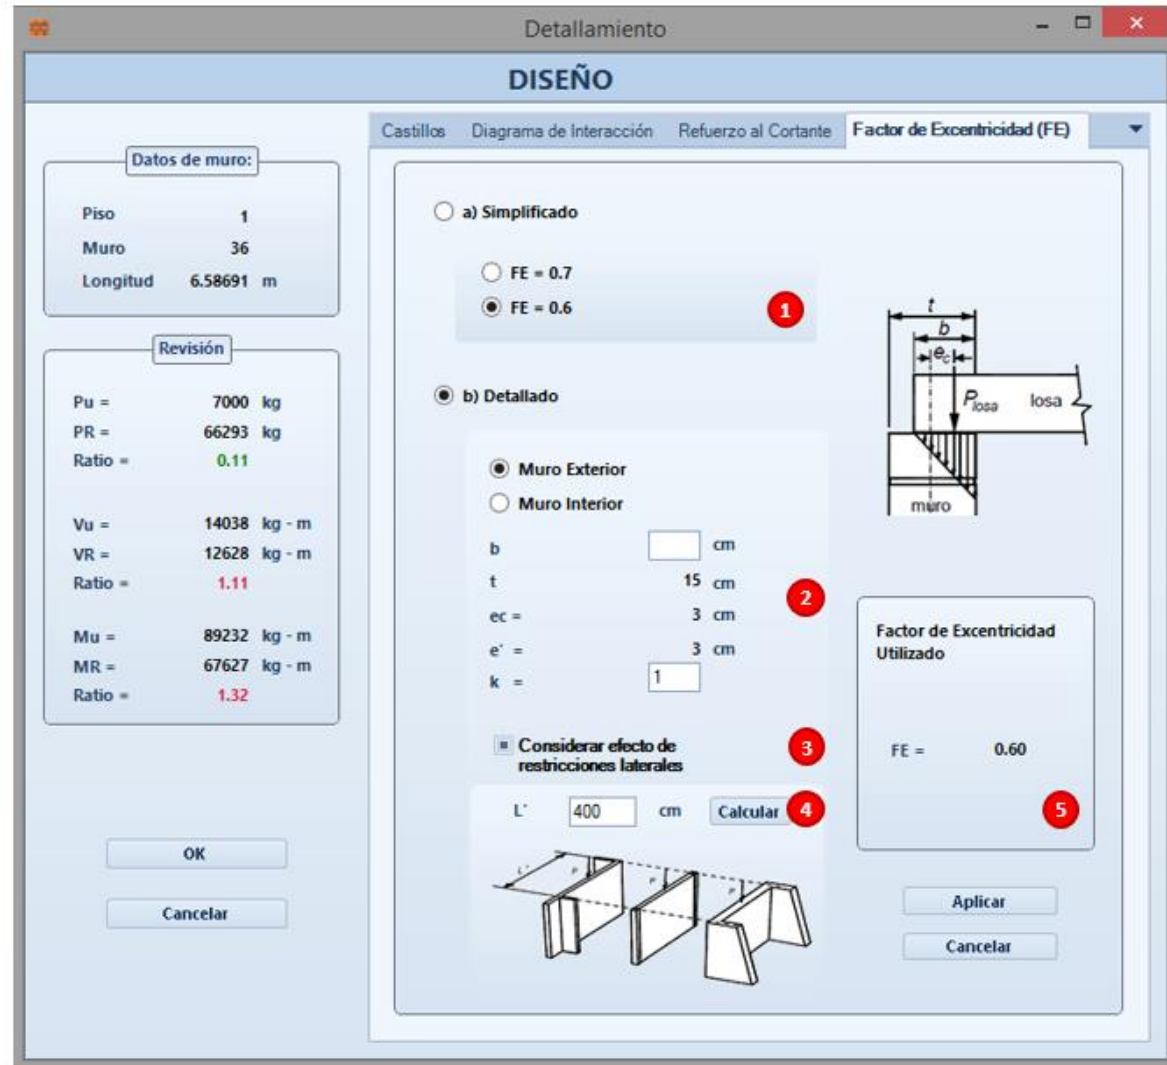 Detallamiento
DISEÑO
Castillos Diagrama de Interacción Refuerzo al Cortante Factor de Excentricidad (FE)
Datos de muro:
Piso 1
Muro 36
Longitud 6.58691 m
Revisión
Pu = 7000 kg
PR = 66293 kg
Ratio = 0.11
Vu = 14038 kg - m
VR = 12628 kg - m
Ratio = 1.11
Mu = 89232 kg - m
MR = 67627 kg - m
Ratio = 1.32
OK
Cancelar
a) Simplificado
FE = 0.7
FE = 0.6
1
b) Detallado
Muro Exterior
Muro Interior
b cm
t 15 cm
ec = 3 cm
e' = 3 cm
k = 1
2
Considerar efecto de
restricciones laterales
3
L' 400 cm Calcular 4
L'
P P P
t
b
ec
Plosa losa
muro
Factor de Excentricidad
Utilizado
FE = 0.60
5
Aplicar
Cancelar